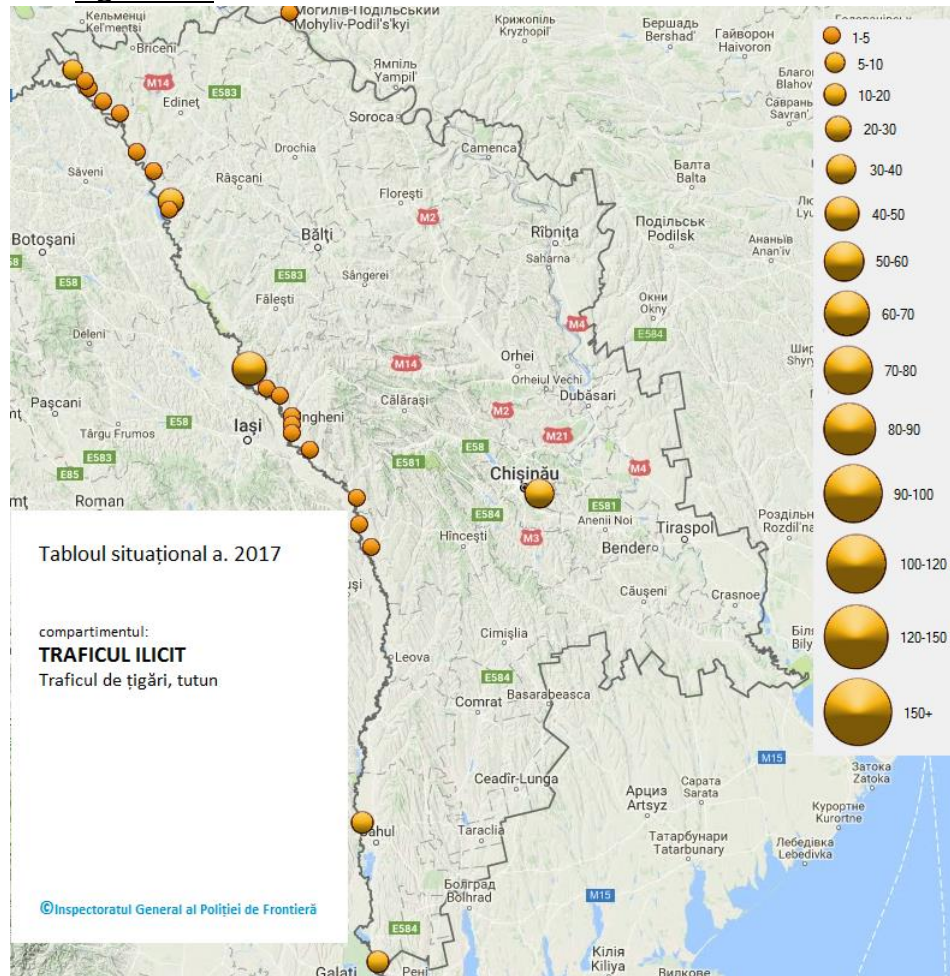 Кельменці
Kel'mentsi
Могилів-Подільський
Mohyliv-Podil's'kyi
Крижопіль
Kryzhopil'
Бершадь
Bershad'
Гайворон
Haivoron
Briceni
M14
Edineț
E583
Ямпіль
Yampil'
Soroca
Drochia
Camenca
Săveni
Râșcani
Florești
M2
Балта
Balta
Botoșani
Bălți
Rîbnița
Saharna
Подільськ
Podilsk
Ананьїв
Anan'iv
E58
E583
Sângerei
Fălești
Окни
Okny
Deleni
M14
M4
E584
Orhei
Orheiul Vechi
Dubăsari
Pașcani
Călărași
M2
E58
Iași
ngheni
Târgu Frumos
E583
E85
E58
M21
E581
M4
Chișinău
Roman
E584
E581
Anenii Noi
Tiraspol
Hîncești
M3
Bender
Căușeni
Crasnoe
Cimișlia
Leova
E584
Comrat
Basarabeasca
Ceadîr-Lunga
Арциз
Artsyz
Сарата
Sarata
M15
Затока
Zatoka
Курортне
Kurortne
Taraclia
Татарбунари
Tatarbunary
Лебедівка
Lebedivka
Болград
Bolhrad
M15
E584
Galați
Рені
Кілія
Kiliya
Вилкове
1-5
5-10
10-20
20-30
30-40
40-50
50-60
60-70
70-80
80-90
90-100
100-120
120-150
150+
Tabloul situațional a. 2017
compartimentul:
TRAFICUL ILICIT
Traficul de țigări, tutun
©Inspectoratul General al Poliției de Frontieră